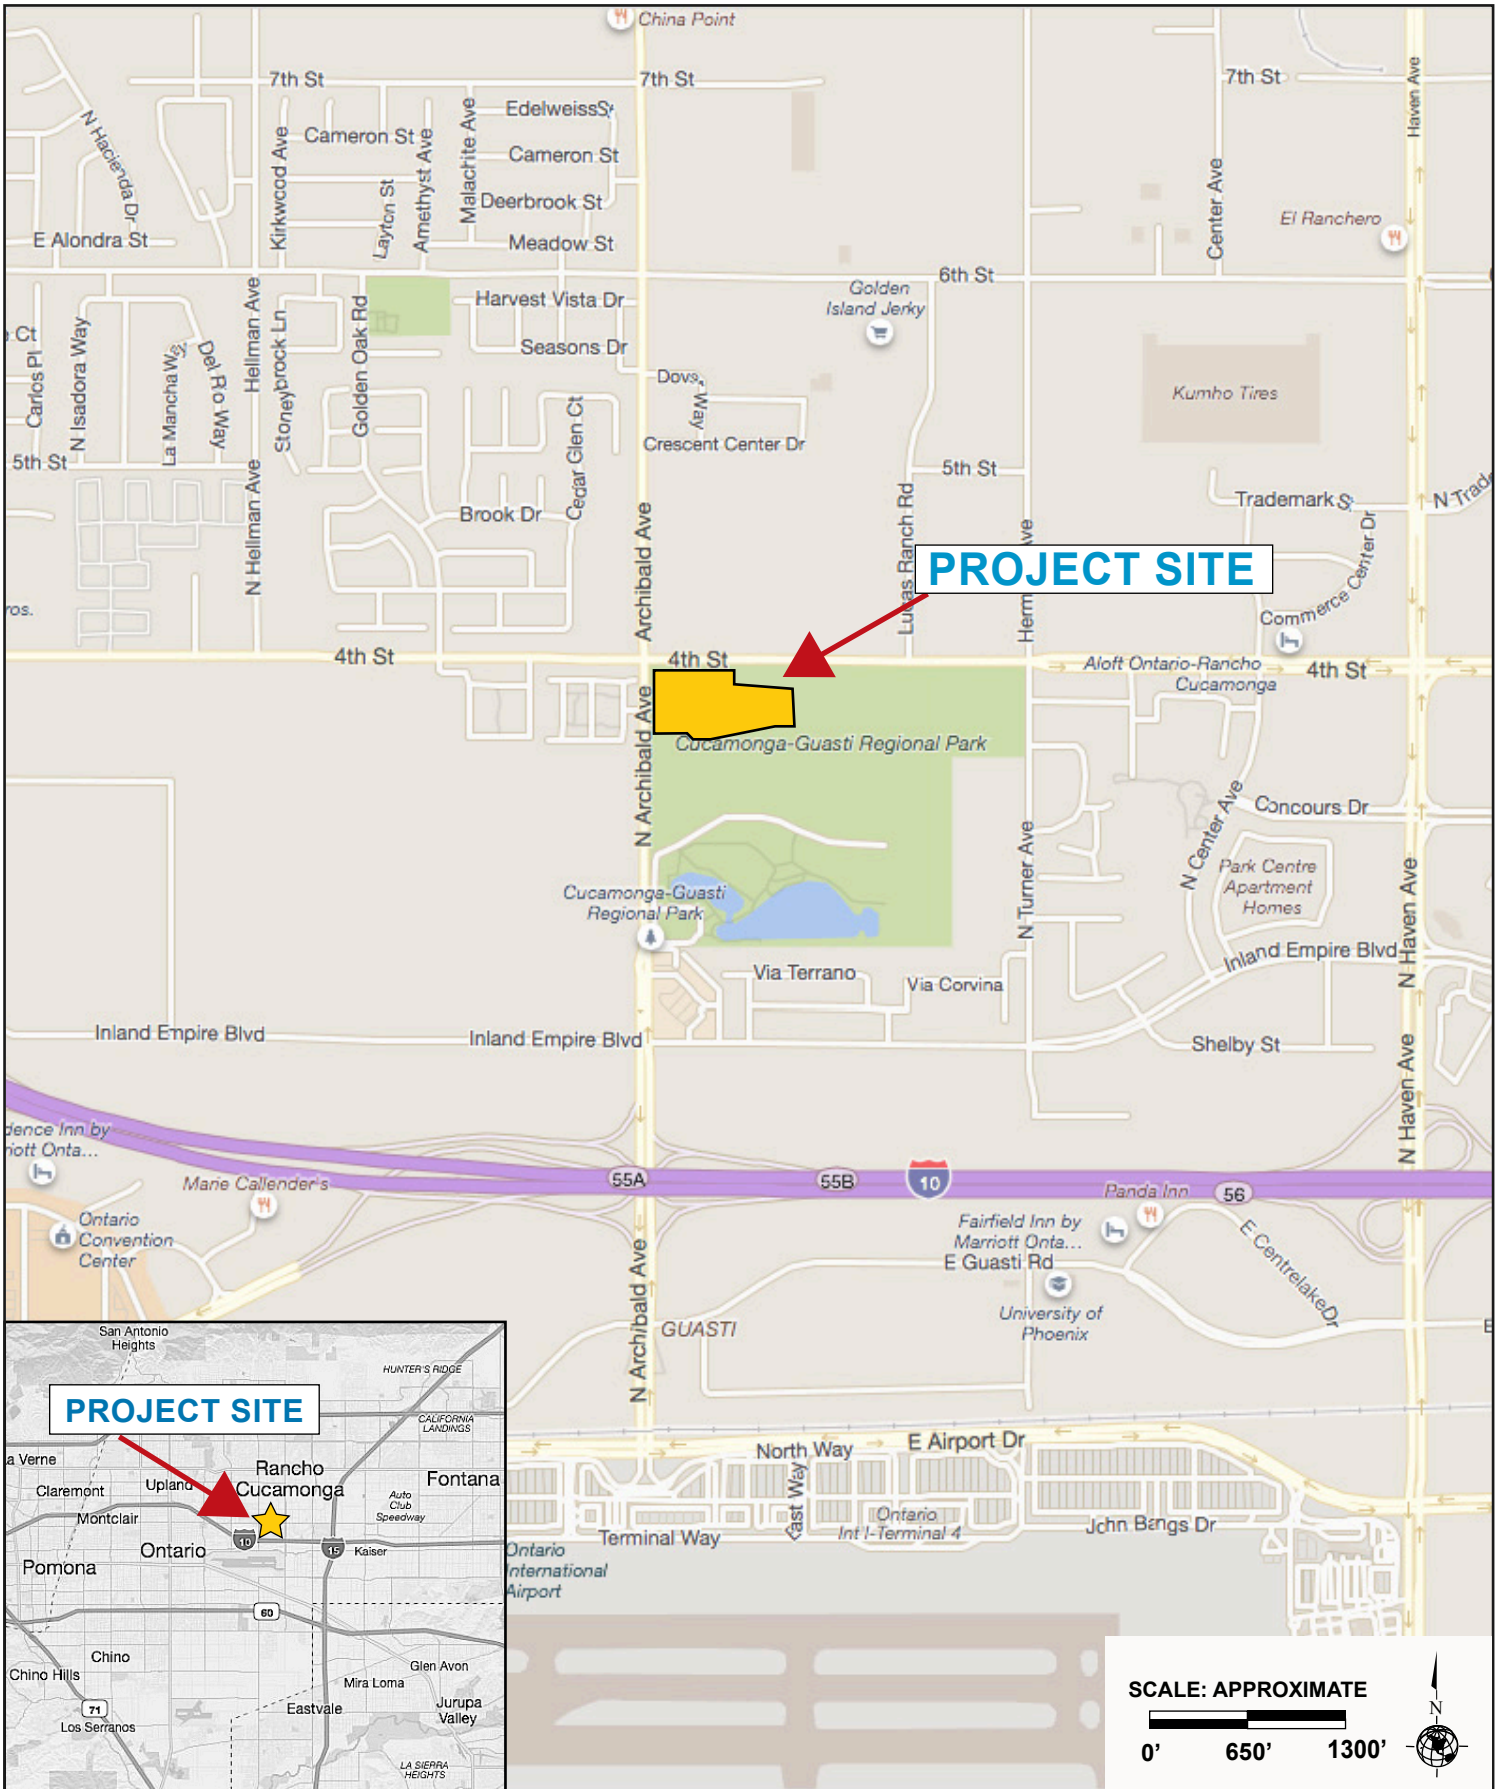 China Point
7th St
7th St
7th St
Haven Ave
N Hacienda Dr
Edelweiss St
Cameron St
Malachite Ave
Kirkwood Ave
Amethyst Ave
Cameron St
Layton St
Deerbrook St
Center Ave
El Ranchero
E Alondra St
Meadow St
6th St
Golden
Island Jerky
Hellman Ave
Harvest Vista Dr
Ct
Carlos Pl
N Isadora Way
La Mancha Way
Del Ro Way
Stoneybrook Ln
Golden Oak Rd
Seasons Dr
Dove Way
Kumho Tires
Crescent Center Dr
Cedar Glen Ct
5th St
5th St
N Hellman Ave
Brook Dr
Archibald Ave
Lucas Ranch Rd
Trademark S
N Trade
Commerce Center Dr
PROJECT SITE
Herm
Ave
ros.
4th St
4th St
Aloft Ontario-Rancho
Cucamonga
4th St
N Archibald Ave
Cucamonga-Guasti Regional Park
N Center Ave
Concours Dr
N Turner Ave
Park Centre
Apartment
Homes
Cucamonga-Guasti
Regional Park
N Haven Ave
Inland Empire Blvd
Via Terrano
Via Corvina
Inland Empire Blvd
Inland Empire Blvd
Shelby St
N Haven Ave
dence Inn by
riott Onta...
Marie Callender's
55A
55B
10
Panda Inn
56
Ontario
Convention
Center
Fairfield Inn by
Marriott Onta...
E Guasti Rd
E Centrelake Dr
N Archibald Ave
GUASTI
University of
Phoenix
E
San Antonio
Heights
HUNTER'S RIDGE
PROJECT SITE
CALIFORNIA
LANDINGS
a Verne
Rancho
Cucamonga
Claremont
Upland
Fontana
Auto
Club
Speedway
Montclair
10
15
Kaiser
Ontario
Pomona
60
Chino
Chino Hills
Glen Avon
Mira Loma
71
Eastvale
Jurupa
Valley
Los Serranos
LA SIERRA
HEIGHTS
North Way
E Airport Dr
East Way
Ontario
Int'l-Terminal 4
Terminal Way
John Bangs Dr
Ontario
International
Airport
SCALE: APPROXIMATE
N
0'
650'
1300'